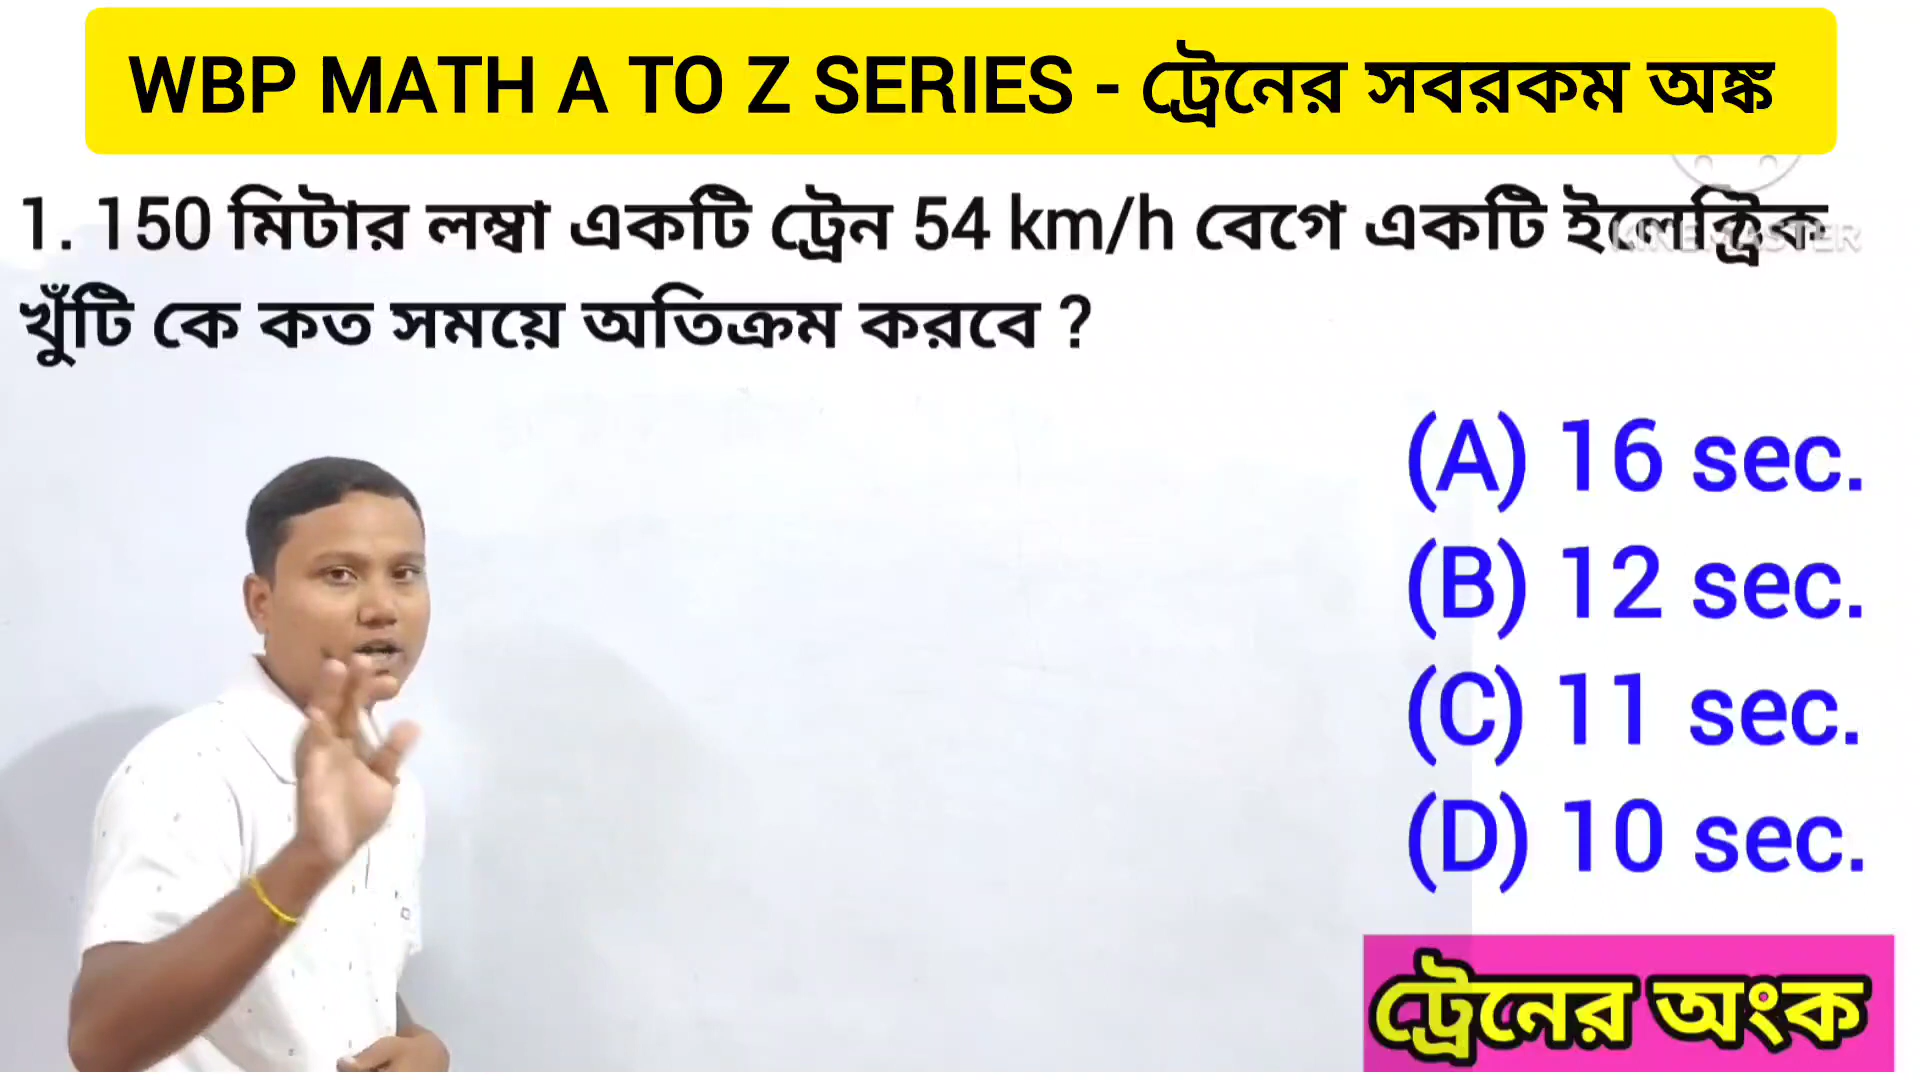 WBP MATH A TO Z SERIES - ট্রেনের সবরকম অঙ্ক
1. 150 মিটার লম্বা একটি ট্রেন 54 km/h বেগে একটি ইলেক্ট্রিক
KINEMASTER
খুঁটি কে কত সময়ে অতিক্রম করবে ?
(A) 16 sec.
(B) 12 sec.
(C) 11 sec.
(D) 10 sec.
ট্রেনের অংক